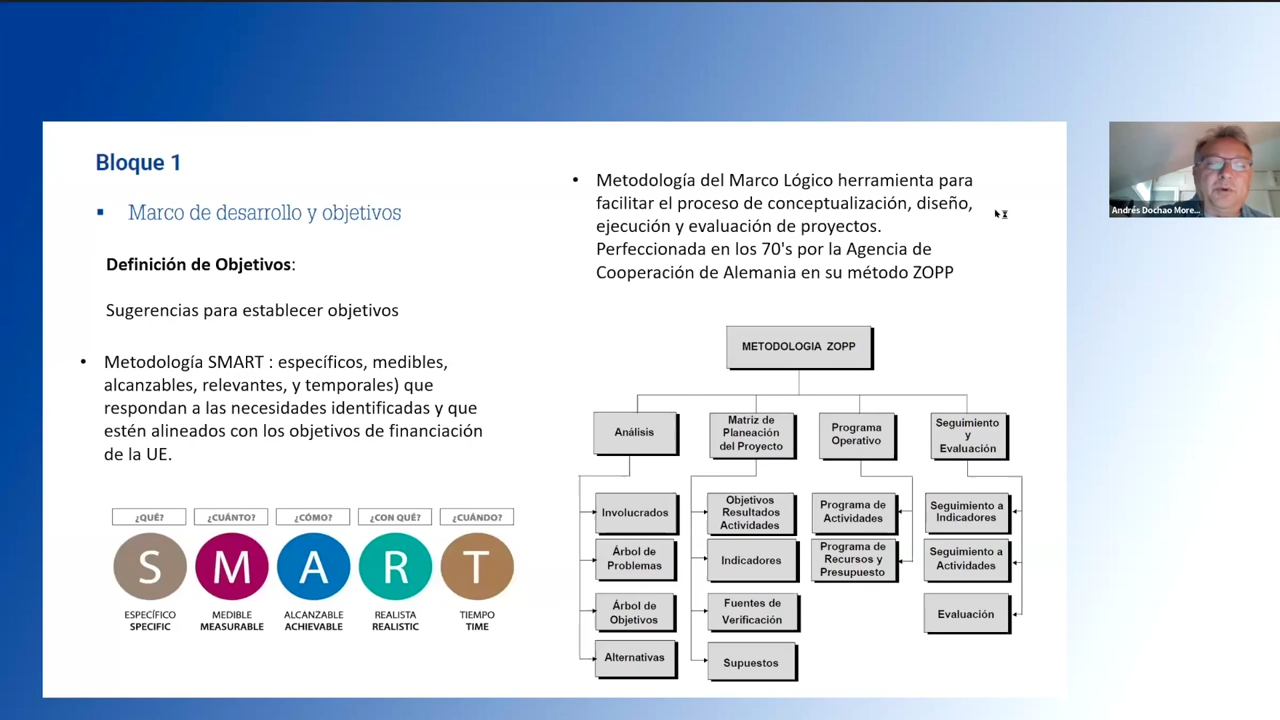 Bloque 1
▪ Marco de desarrollo y objetivos
Definición de Objetivos:
Sugerencias para establecer objetivos
• Metodología SMART : específicos, medibles,
alcanzables, relevantes, y temporales) que
respondan a las necesidades identificadas y que
estén alineados con los objetivos de financiación
de la UE.
¿QUÉ?
¿CUÁNTO?
¿CÓMO?
¿CON QUÉ?
¿CUÁNDO?
S
M
A
R
T
ESPECÍFICO
SPECIFIC
MEDIBLE
MEASURABLE
ALCANZABLE
ACHIEVABLE
REALISTA
REALISTIC
TIEMPO
TIME
• Metodología del Marco Lógico herramienta para
facilitar el proceso de conceptualización, diseño,
ejecución y evaluación de proyectos.
Perfeccionada en los 70's por la Agencia de
Cooperación de Alemania en su método ZOPP
METODOLOGIA ZOPP
Análisis
Involucrados
Árbol de
Problemas
Árbol de
Objetivos
Alternativas
Matriz de
Planeación
del Proyecto
Objetivos
Resultados
Actividades
Indicadores
Fuentes de
Verificación
Supuestos
Programa
Operativo
Programa de
Actividades
Programa de
Recursos y
Presupuesto
Seguimiento
y
Evaluación
Seguimiento a
Indicadores
Seguimiento a
Actividades
Evaluación
Andrés Dochao More...